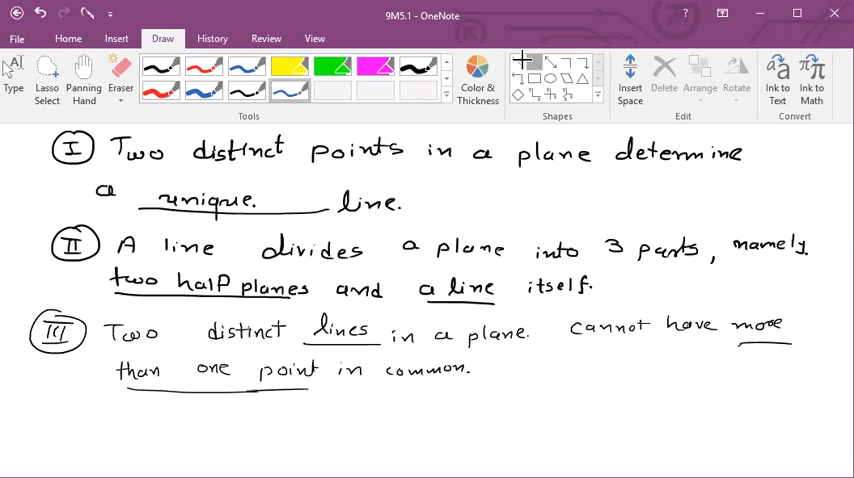 9M5.1 - OneNote
File Home Insert Draw History Review View
Type Lasso Select Panning Hand Eraser Color & Thickness Insert Space Delete Arrange Rotate Ink to Text Ink to Math
Tools Shapes Edit Convert
I Two distinct points in a plane determine
a unique. line.
II A line divides a plane into 3 parts, namely.
two half planes and a line itself.
III Two distinct lines in a plane. cannot have more
than one point in common.